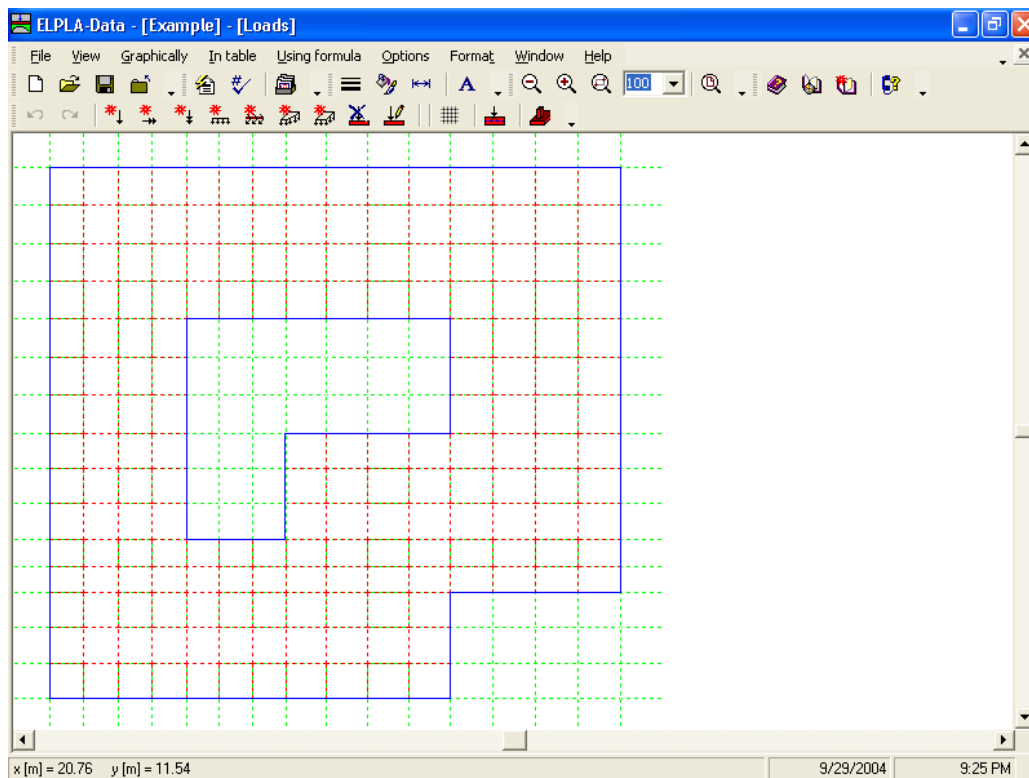 ELPLA-Data - [Example] - [Loads]
File View Graphically In table Using formula Options Format Window Help
A 100
x [m] = 20.76 y [m] = 11.54 9/29/2004 9:25 PM